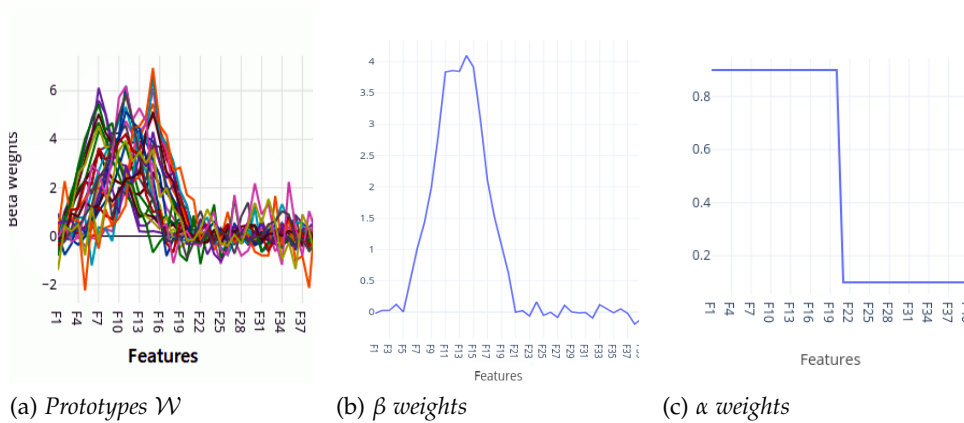 Beta weights
6
4
2
0
−2
F1 F4 F7 F10 F13 F16 F19 F22 F25 F28 F31 F34 F37
Features
(a) Prototypes W
4
3.5
3
2.5
2
1.5
1
0.5
0
F1 F3 F5 F7 F9 F11 F13 F15 F17 F19 F21 F23 F25 F27 F29 F31 F33 F35 F37
Features
(b) β weights
0.8
0.6
0.4
0.2
F1 F4 F7 F10 F13 F16 F19 F22 F25 F28 F31 F34 F37
Features
(c) α weights